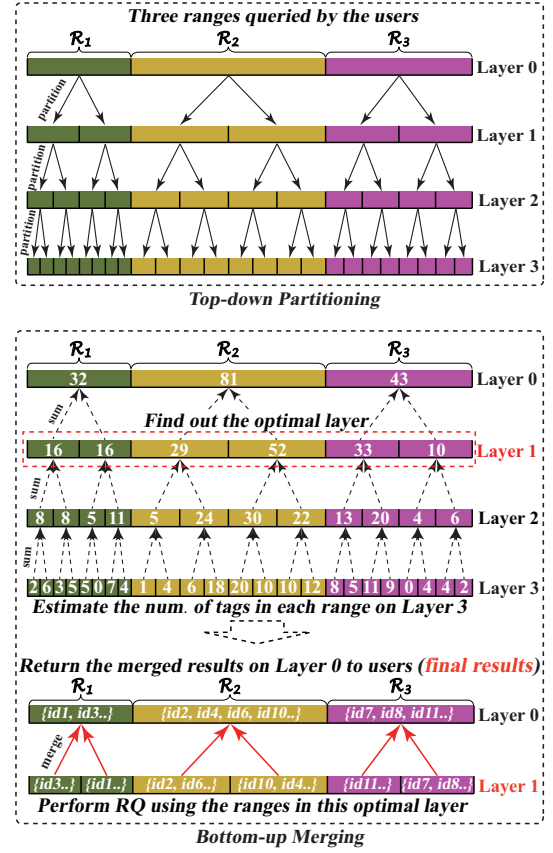 Three ranges queried by the users
R1 R2 R3
Layer 0
partition
Layer 1
partition
Layer 2
partition
Layer 3
Top-down Partitioning
R1 R2 R3
32 81 43 Layer 0
sum
Find out the optimal layer
16 16 29 52 33 10 Layer 1
sum
8 8 5 11 5 24 30 22 13 20 4 6 Layer 2
sum
2 6 3 5 5 0 7 4 1 4 6 18 20 10 10 12 8 5 11 9 0 4 4 2 Layer 3
Estimate the num. of tags in each range on Layer 3
Return the merged results on Layer 0 to users (final results)
R1 R2 R3
{id1, id3..} {id2, id4, id6, id10..} {id7, id8, id11..} Layer 0
merge
{id3..} {id1..} {id2, id6..} {id10, id4..} {id11..} {id7, id8..} Layer 1
Perform RQ using the ranges in this optimal layer
Bottom-up Merging